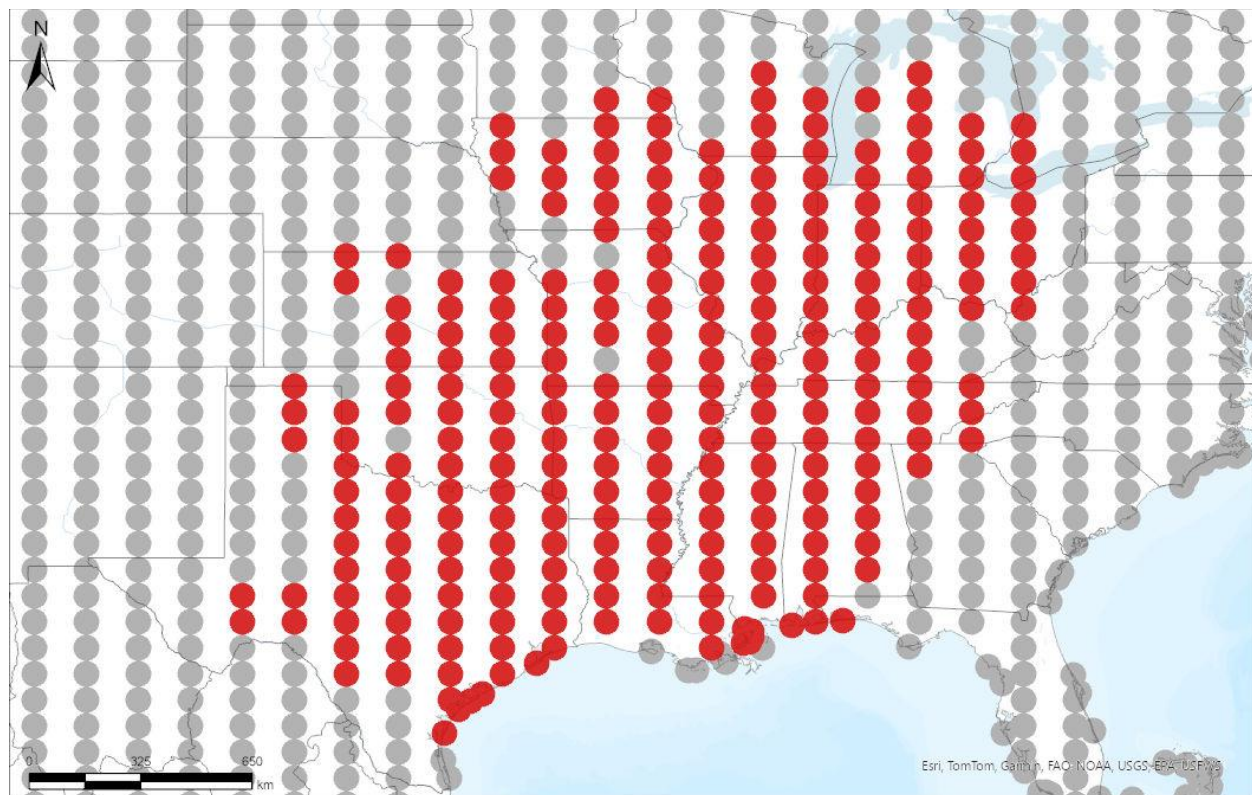 N
0 325 650
km
Esri, TomTom, Garmin, FAO, NOAA, USGS, EPA, USFWS